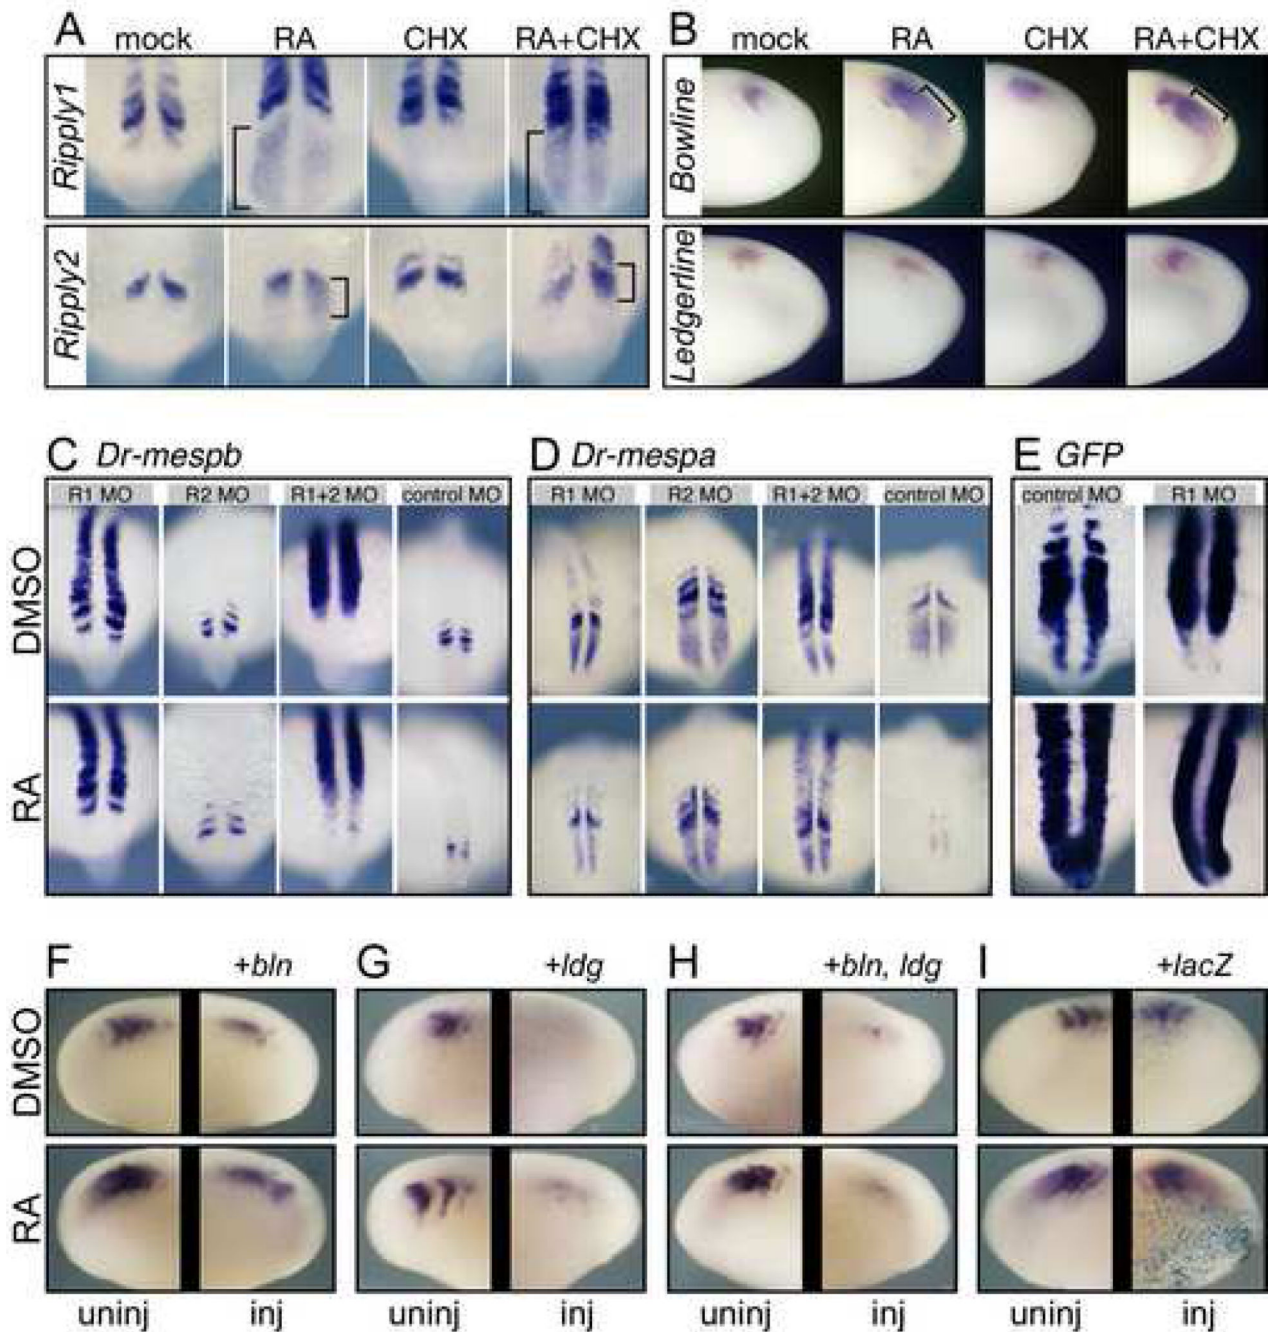 A mock RA CHX RA+CHX
Ripply1
Ripply2
B mock RA CHX RA+CHX
Bowline
Ledgerline
C Dr-mespb
R1 MO R2 MO R1+2 MO control MO
D Dr-mespa
R1 MO R2 MO R1+2 MO control MO
E GFP
control MO R1 MO
DMSO
RA
F +bln
G +ldg
H +bln, ldg
I +lacZ
DMSO
RA
uninj inj uninj inj uninj inj uninj inj